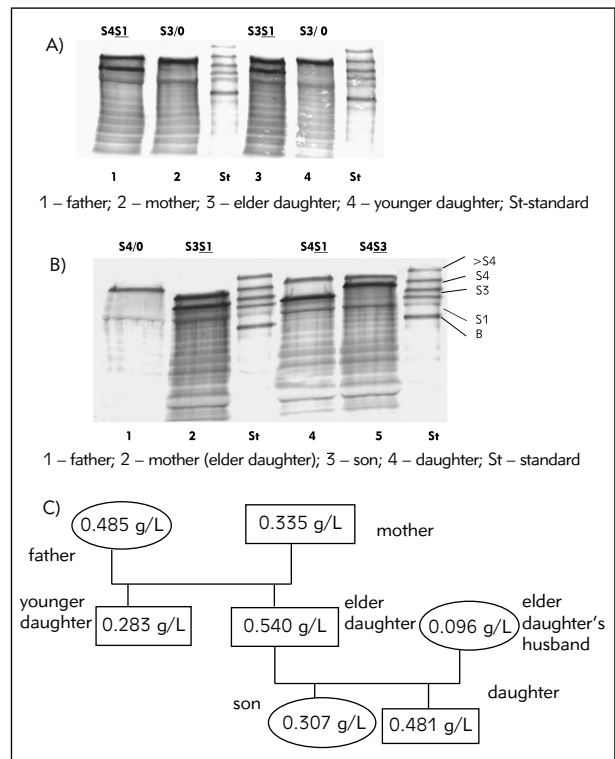 A)
S4S1 S3/0 S3S1 S3/ 0
1 2 St 3 4 St
1 – father; 2 – mother; 3 – elder daughter; 4 – younger daughter; St-standard
B)
S4/0 S3S1 S4S1 S4S3
>S4
S4
S3
S1
B
1 2 St 4 5 St
1 – father; 2 – mother (elder daughter); 3 – son; 4 – daughter; St – standard
C)
0.485 g/L 0.335 g/L mother
father
younger daughter 0.283 g/L 0.540 g/L elder daughter 0.096 g/L elder daughter's husband
son daughter
0.307 g/L 0.481 g/L